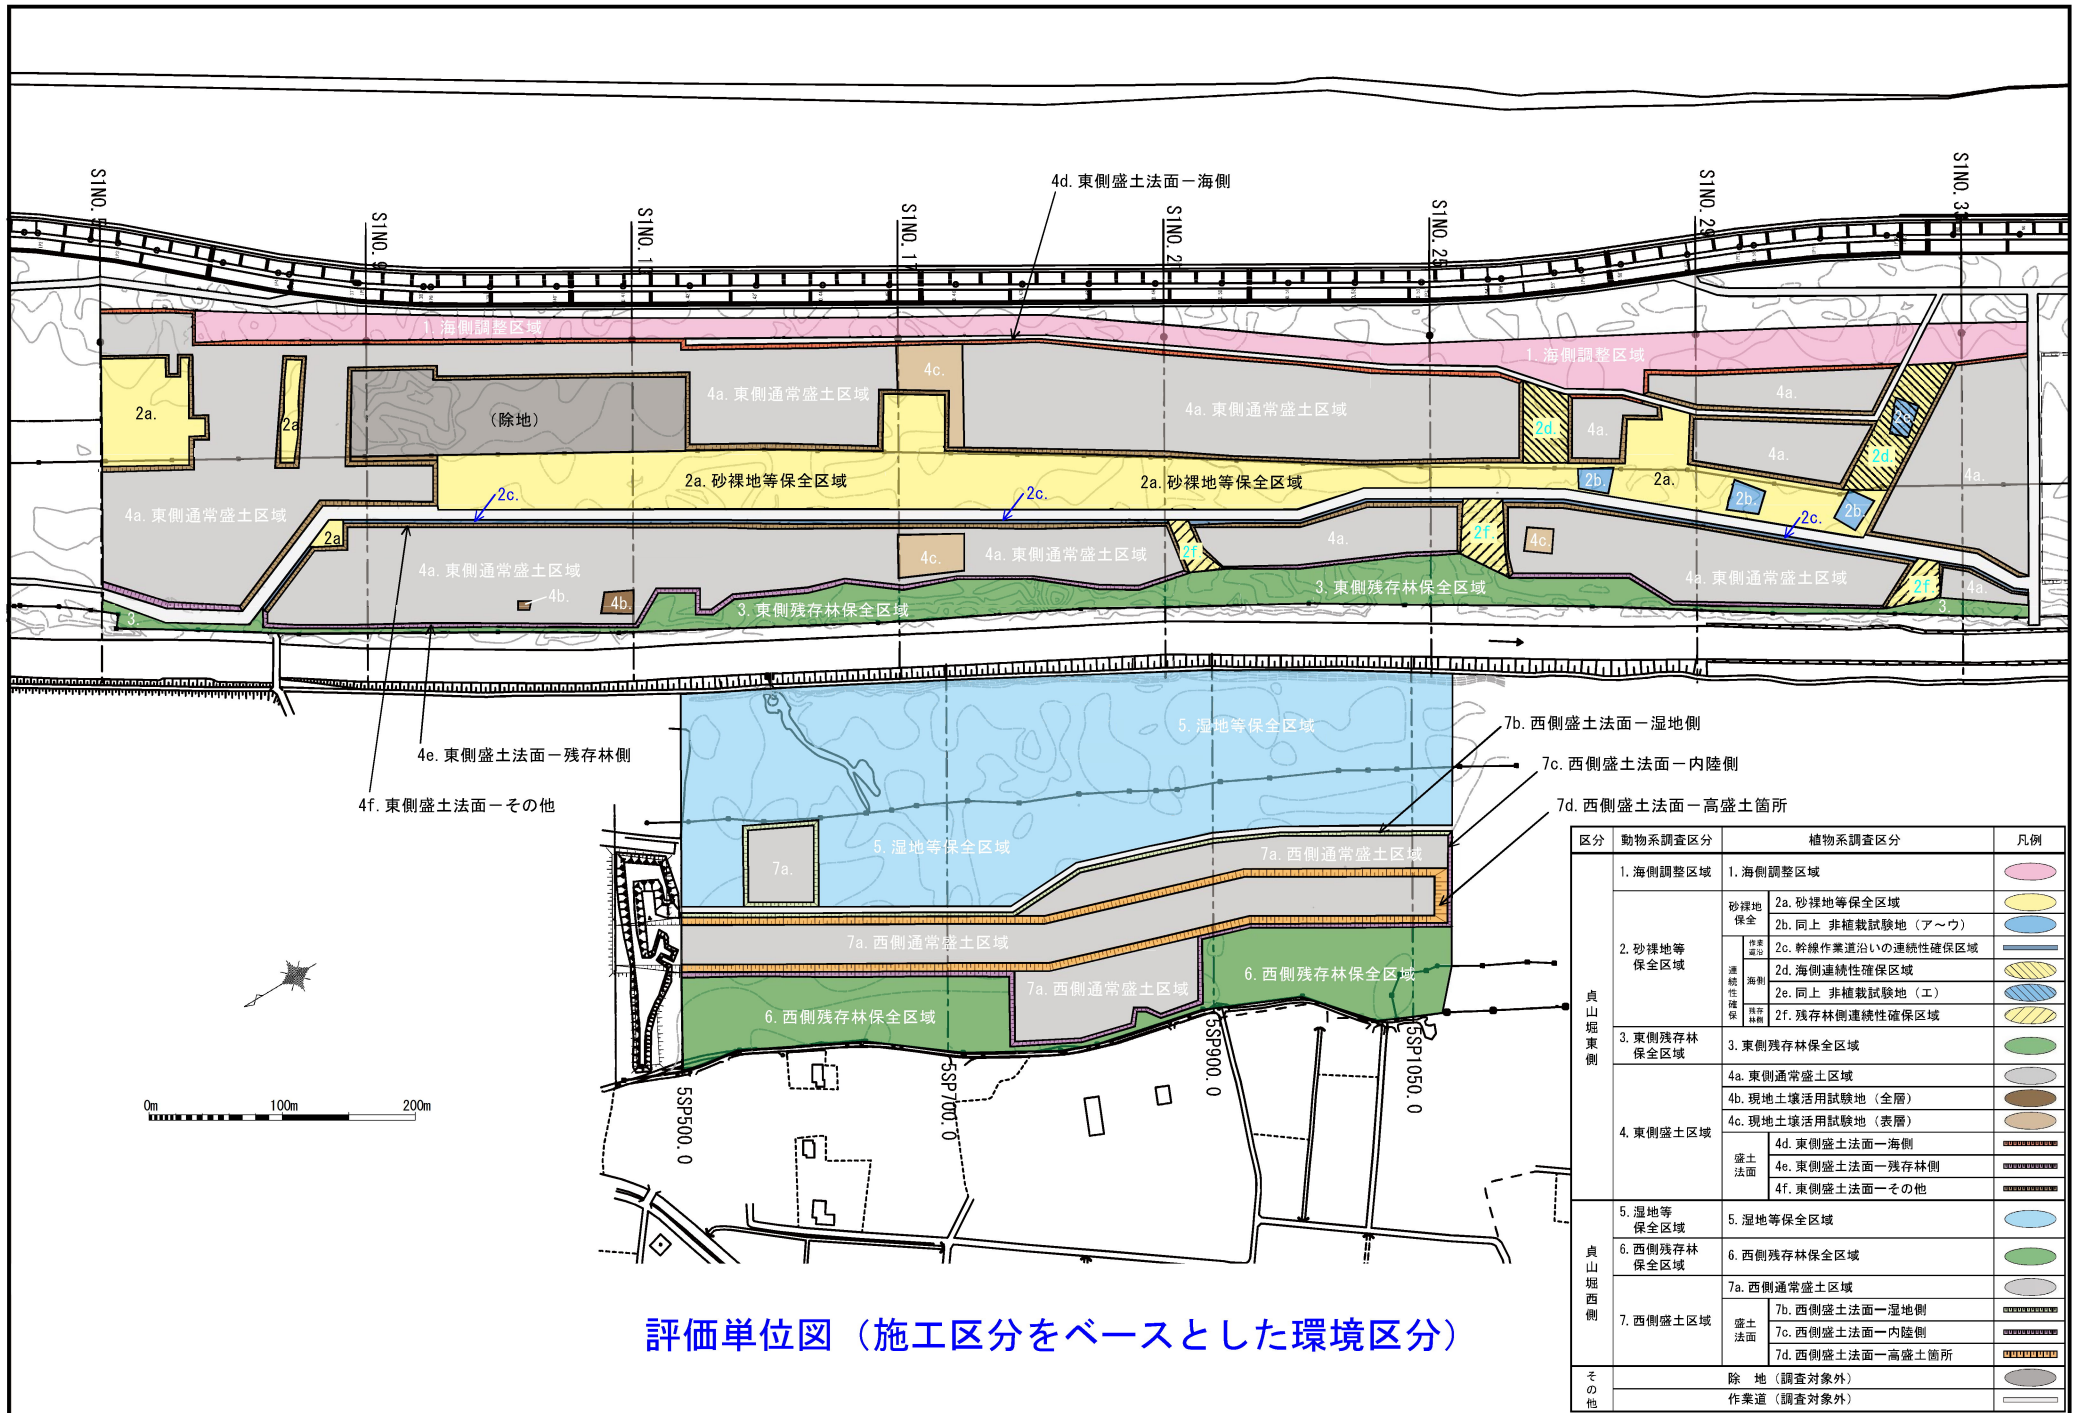 4d. 東側盛土法面－海側
S1NO. 9
S1NO. 29
1. 海側調整区域
1. 海側調整区域
4c.
4a. 東側通常盛土区域
4a. 東側通常盛土区域
4a.
2a.
2a
（除地）
2d.
4a.
2e.
4a.
2d.
4a.
2a. 砂裸地等保全区域
2a. 砂裸地等保全区域
2a.
2b.
2b.
2b.
2c.
2c.
2c.
4a. 東側通常盛土区域
2a
4a. 東側通常盛土区域
4c.
4a. 東側通常盛土区域
2f.
4a.
2f.
4c.
4a. 東側通常盛土区域
2f.
4a.
4b.
4b.
3.
3. 東側残存林保全区域
3. 東側残存林保全区域
3.
4e. 東側盛土法面－残存林側
4f. 東側盛土法面－その他
5. 湿地等保全区域
5. 湿地等保全区域
7b. 西側盛土法面－湿地側
7c. 西側盛土法面－内陸側
7d. 西側盛土法面－高盛土箇所
7a.
7a. 西側通常盛土区域
7a. 西側通常盛土区域
7a. 西側通常盛土区域
6. 西側残存林保全区域
6. 西側残存林保全区域
5SP500. 0
5SP700. 0
5SP900. 0
5SP1050. 0
0m 100m 200m
評価単位図（施工区分をベースとした環境区分）
区分 動物系調査区分 植物系調査区分 凡例
貞山堀東側
1. 海側調整区域 1. 海側調整区域
2. 砂裸地等保全区域
砂裸地保全
2a. 砂裸地等保全区域
2b. 同上 非植栽試験地（ア～ウ）
連続性確保
作業道沿
2c. 幹線作業道沿いの連続性確保区域
海側
2d. 海側連続性確保区域
2e. 同上 非植栽試験地（エ）
残存林側
2f. 残存林側連続性確保区域
3. 東側残存林保全区域 3. 東側残存林保全区域
4. 東側盛土区域
4a. 東側通常盛土区域
4b. 現地土壌活用試験地（全層）
4c. 現地土壌活用試験地（表層）
盛土法面
4d. 東側盛土法面－海側
4e. 東側盛土法面－残存林側
4f. 東側盛土法面－その他
貞山堀西側
5. 湿地等保全区域 5. 湿地等保全区域
6. 西側残存林保全区域 6. 西側残存林保全区域
7. 西側盛土区域
7a. 西側通常盛土区域
盛土法面
7b. 西側盛土法面－湿地側
7c. 西側盛土法面－内陸側
7d. 西側盛土法面－高盛土箇所
その他
除 地（調査対象外）
作業道（調査対象外）